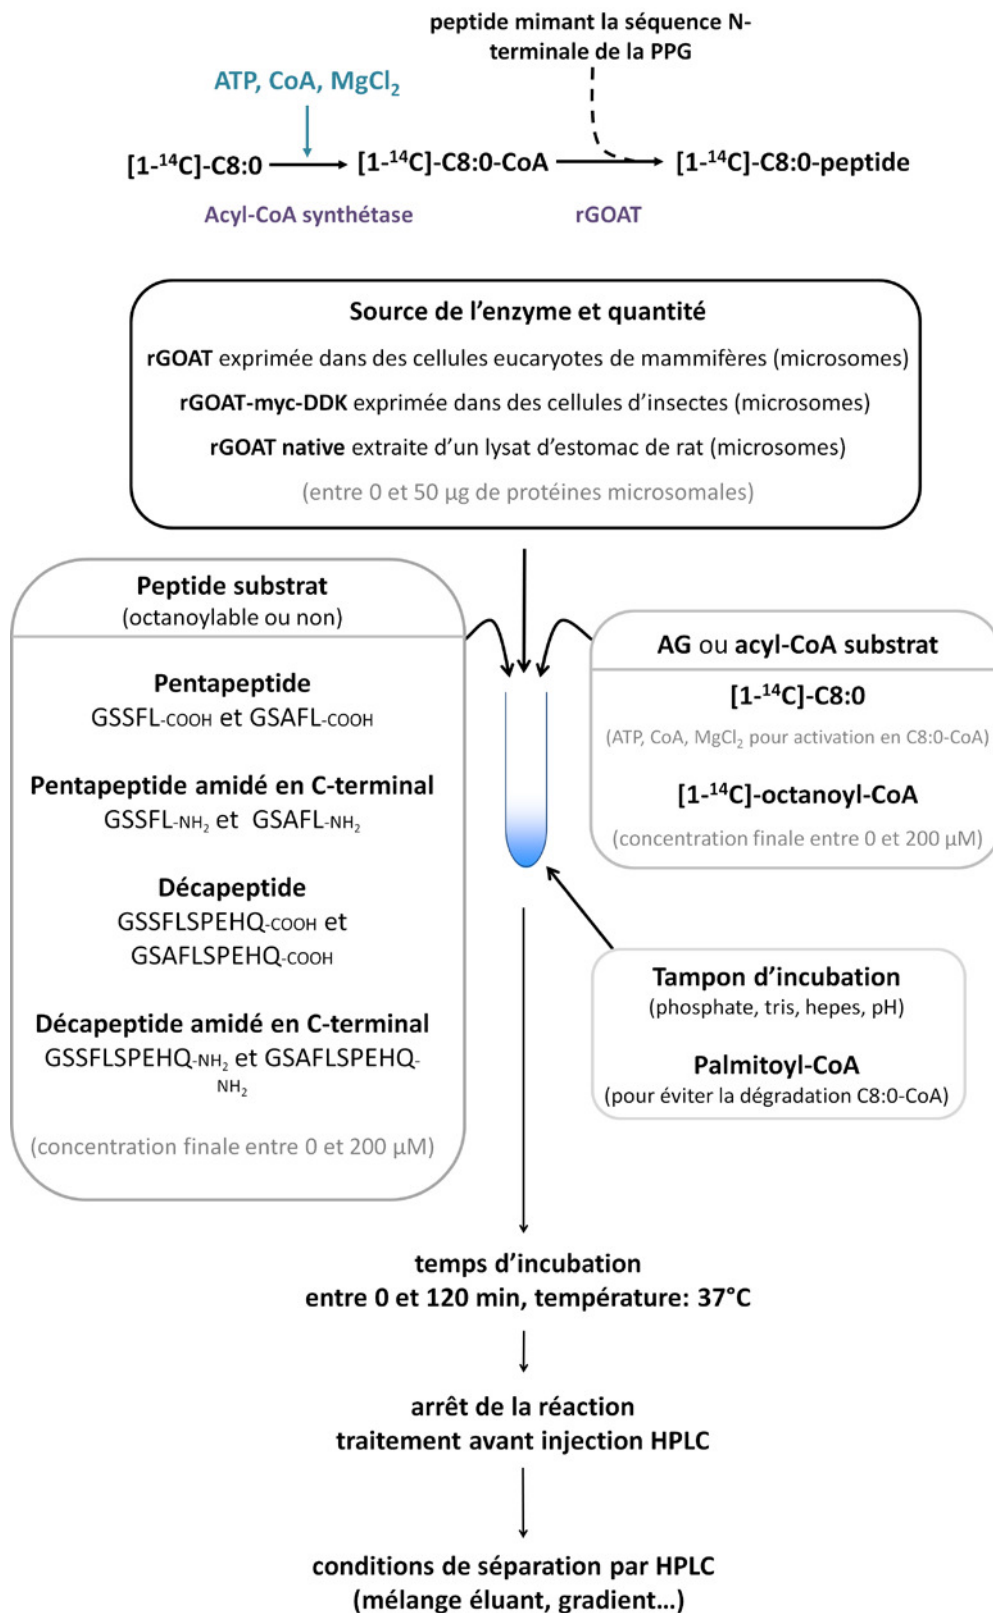 peptide mimant la séquence N-
terminale de la PPG
ATP, CoA, MgCl₂
[1-¹⁴C]-C8:0
[1-¹⁴C]-C8:0-CoA
[1-¹⁴C]-C8:0-peptide
Acyl-CoA synthétase
rGOAT
Source de l’enzyme et quantité
rGOAT exprimée dans des cellules eucaryotes de mammifères (microsomes)
rGOAT-myc-DDK exprimée dans des cellules d’insectes (microsomes)
rGOAT native extraite d’un lysat d’estomac de rat (microsomes)
(entre 0 et 50 µg de protéines microsomales)
Peptide substrat
(octanoylable ou non)
Pentapeptide
GSSFL-COOH et GSAFL-COOH
Pentapeptide amidé en C-terminal
GSSFL-NH₂ et GSAFL-NH₂
Décapeptide
GSSFLSPEHQ-COOH et
GSAFLSPEHQ-COOH
Décapeptide amidé en C-terminal
GSSFLSPEHQ-NH₂ et GSAFLSPEHQ-
NH₂
(concentration finale entre 0 et 200 µM)
AG ou acyl-CoA substrat
[1-¹⁴C]-C8:0
(ATP, CoA, MgCl₂ pour activation en C8:0-CoA)
[1-¹⁴C]-octanoyl-CoA
(concentration finale entre 0 et 200 µM)
Tampon d’incubation
(phosphate, tris, hepes, pH)
Palmitoyl-CoA
(pour éviter la dégradation C8:0-CoA)
temps d’incubation
entre 0 et 120 min, température: 37°C
arrêt de la réaction
traitement avant injection HPLC
conditions de séparation par HPLC
(mélange éluant, gradient…)